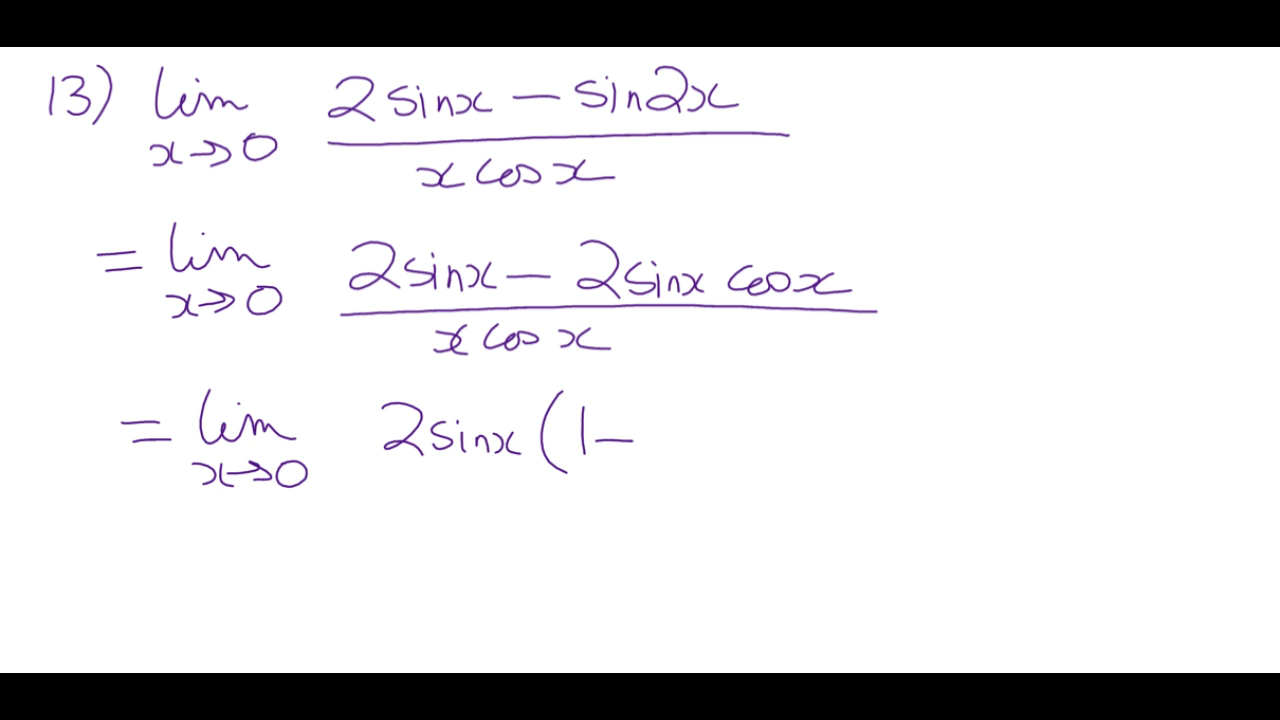 13) lim 2sinx − sin2x
x→0 x cos x
= lim 2sinx − 2sinx cosx
x→0 x cos x
= lim 2sinx (1−
x→0